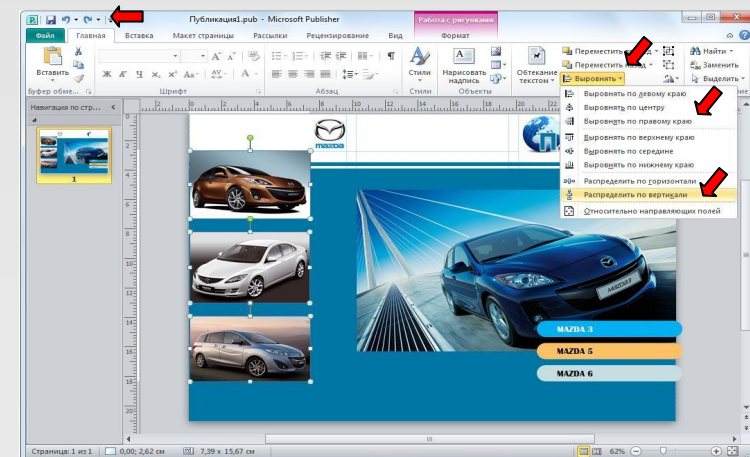 Публикация1.pub - Microsoft Publisher
Работа с рисунками
Файл Главная Вставка Макет страницы Рассылки Рецензирование Вид Формат
Вставить
Буфер обме...
Ж К Ч
Шрифт
Абзац
Стили
Стили
Нарисовать надпись
Объекты
Обтекание текстом
Переместить
Переместить назад
Выровнять
Найти
Заменить
Выделить
Выровнять по левому краю
Выровнять по центру
Выровнять по правому краю
Выровнять по верхнему краю
Выровнять по середине
Выровнять по нижнему краю
Распределить по горизонтали
Распределить по вертикали
Относительно направляющих полей
Навигация по стр...
1
mazda
MAZDA3
MAZDA 3
MAZDA 5
MAZDA 6
Страница: 1 из 1 0,00; 2,62 см 7,39 x 15,67 см 62%